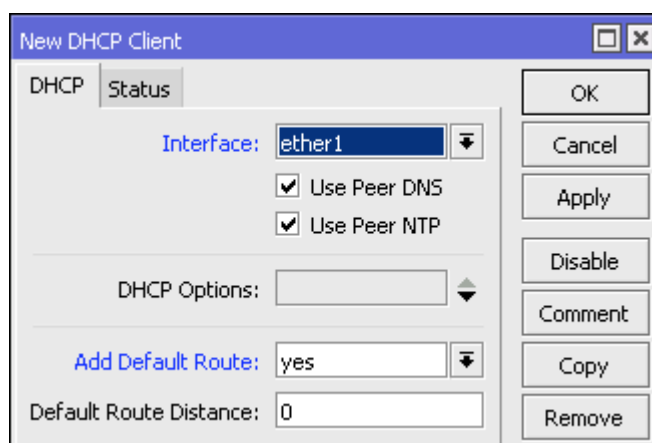 New DHCP Client
DHCP Status
OK
Interface: ether1
Cancel
Use Peer DNS
Apply
Use Peer NTP
Disable
DHCP Options:
Comment
Add Default Route: yes
Copy
Default Route Distance: 0
Remove